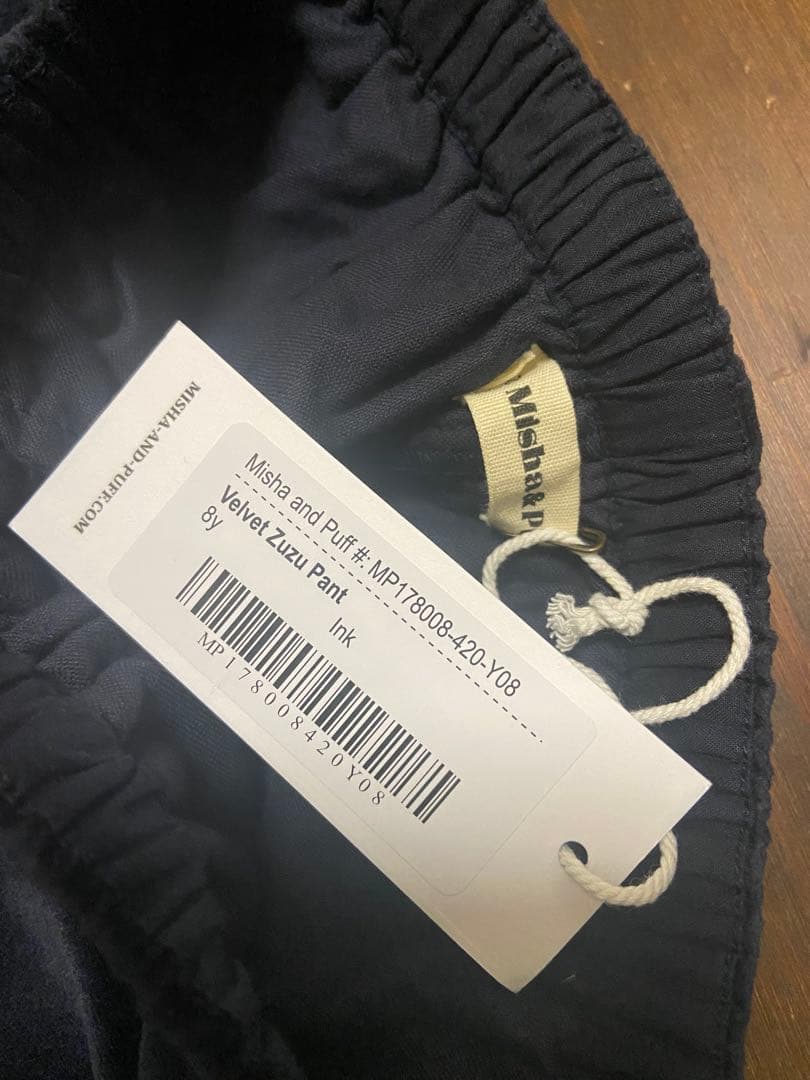 MISHA-AND-PUFF.COM
Misha and Puff #: MP178008-420-Y08
Velvet Zuzu Pant
8y
Ink
MP178008420Y08
Misha & P